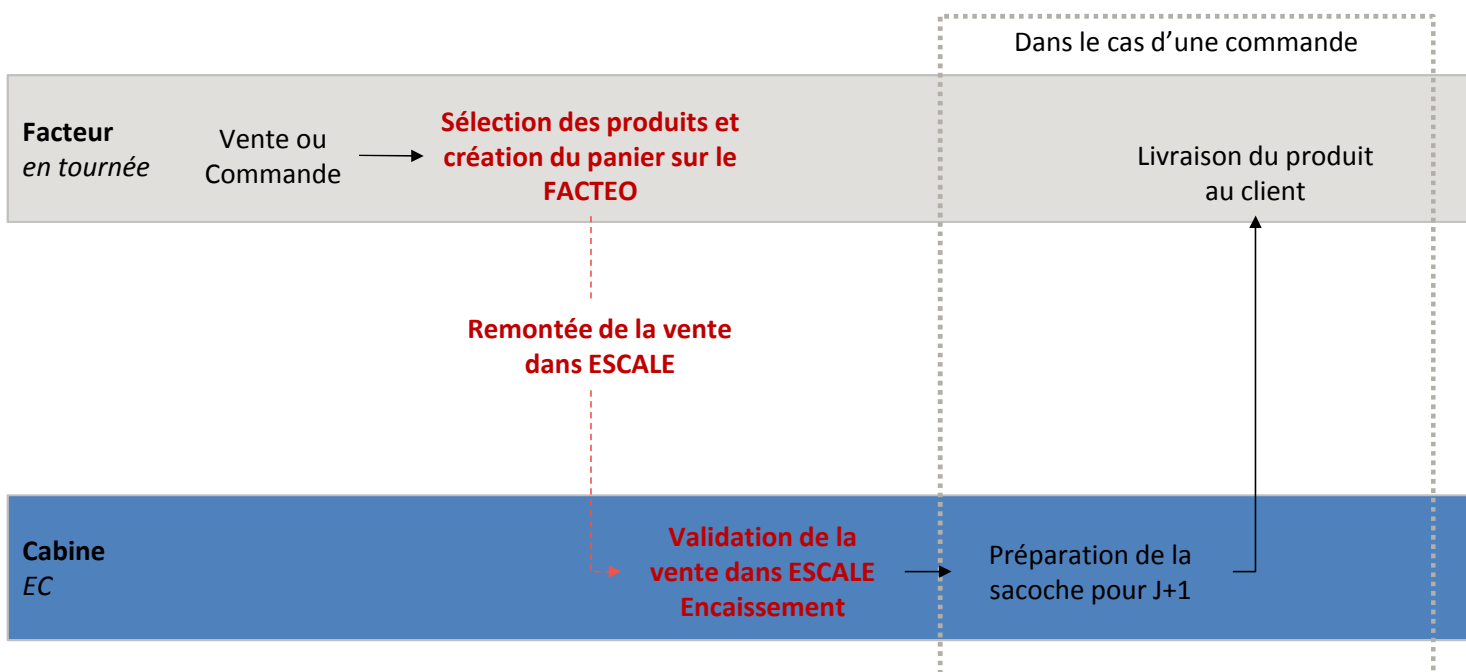 Dans le cas d’une commande
Facteur
en tournée
Vente ou
Commande
Sélection des produits et
création du panier sur le
FACTEO
Livraison du produit
au client
Remontée de la vente
dans ESCALE
Cabine
EC
Validation de la
vente dans ESCALE
Encaissement
Préparation de la
sacoche pour J+1